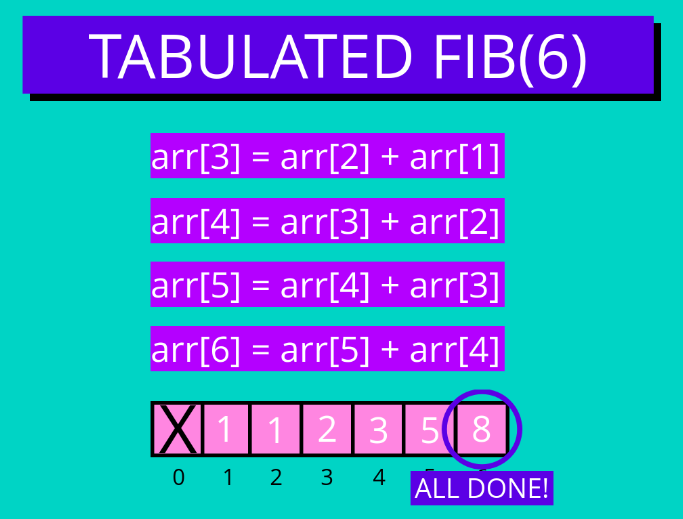 TABULATED FIB(6)
arr[3] = arr[2] + arr[1]
arr[4] = arr[3] + arr[2]
arr[5] = arr[4] + arr[3]
arr[6] = arr[5] + arr[4]
X 1 1 2 3 5 8
0 1 2 3 4
ALL DONE!